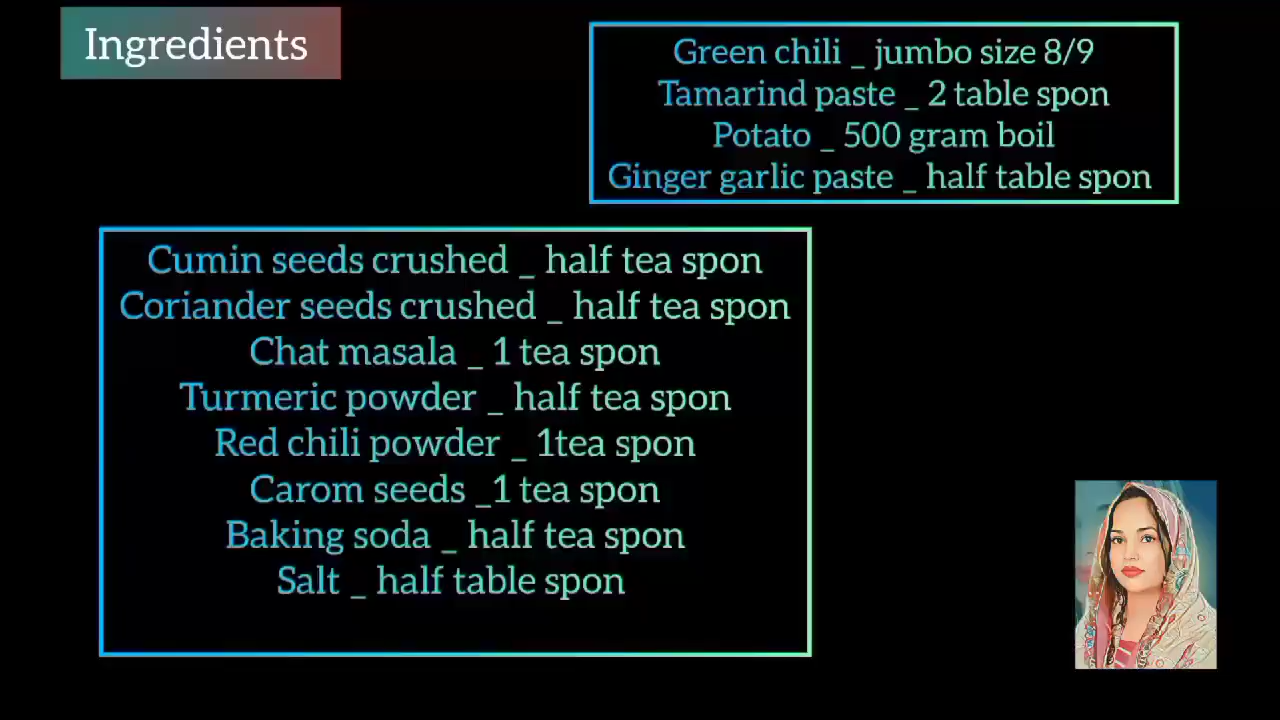 Ingredients
Green chili _ jumbo size 8/9
Tamarind paste _ 2 table spon
Potato _ 500 gram boil
Ginger garlic paste _ half table spon
Cumin seeds crushed _ half tea spon
Coriander seeds crushed _ half tea spon
Chat masala _ 1 tea spon
Turmeric powder _ half tea spon
Red chili powder _ 1tea spon
Carom seeds _1 tea spon
Baking soda _ half tea spon
Salt _ half table spon